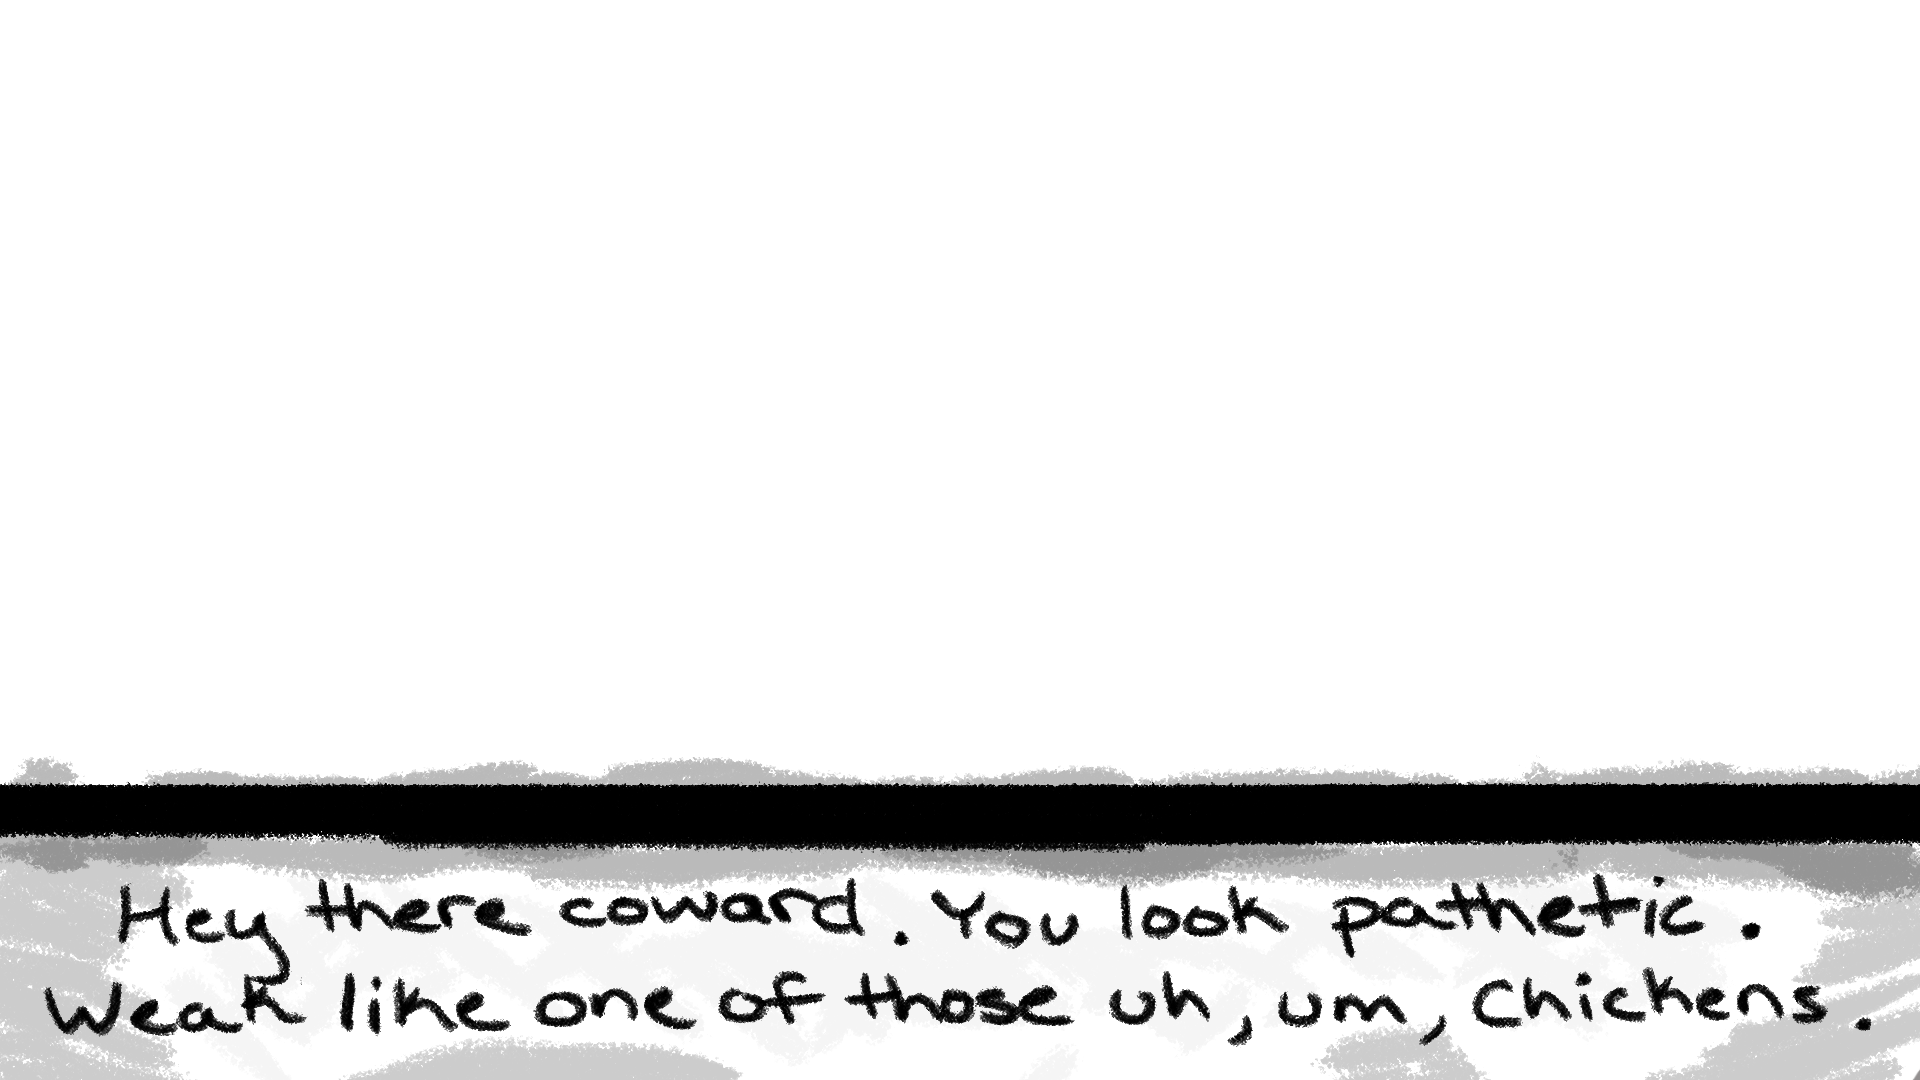 Hey there coward. You look pathetic.
Weak like one of those uh, um, Chickens.